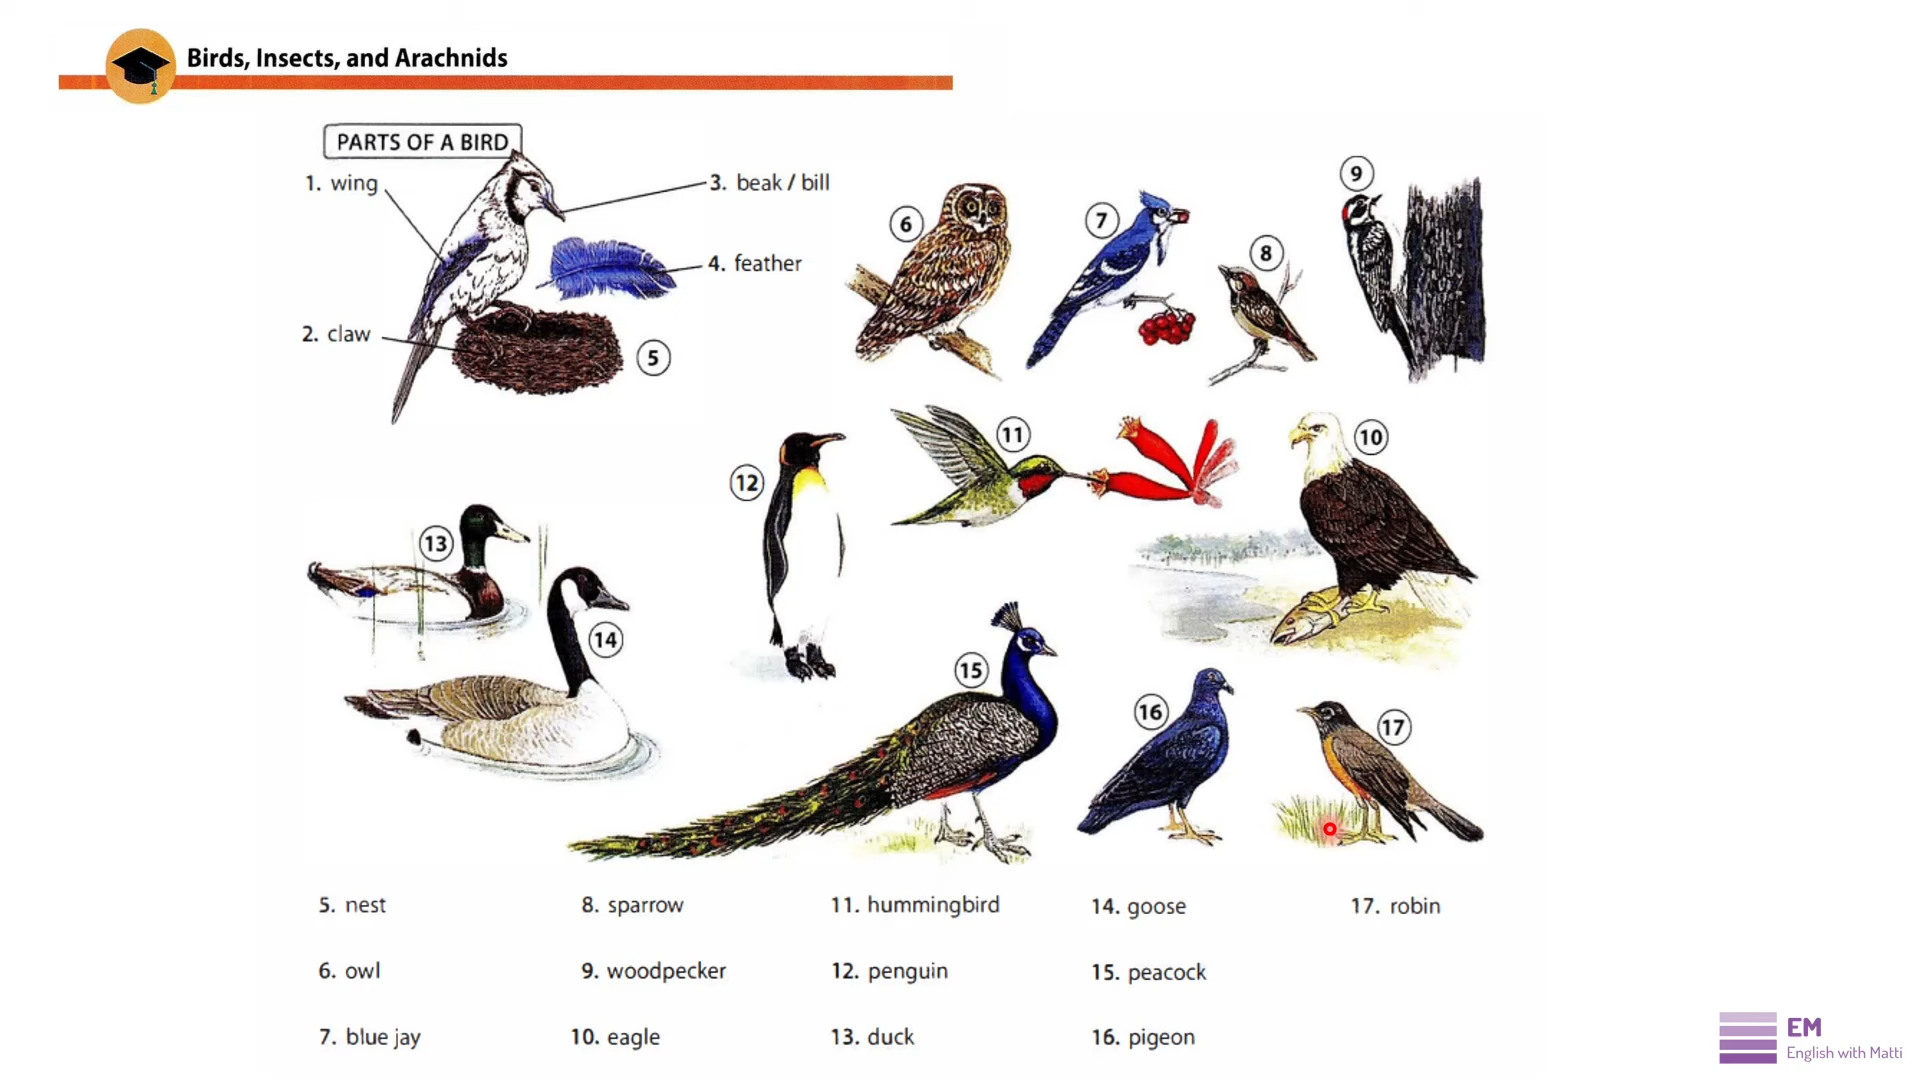 Birds, Insects, and Arachnids
PARTS OF A BIRD
1. wing
3. beak / bill
4. feather
2. claw
5
6
7
8
9
10
11
12
13
14
15
16
17
5. nest
8. sparrow
11. hummingbird
14. goose
17. robin
6. owl
9. woodpecker
12. penguin
15. peacock
7. blue jay
10. eagle
13. duck
16. pigeon
EM
English with Matti